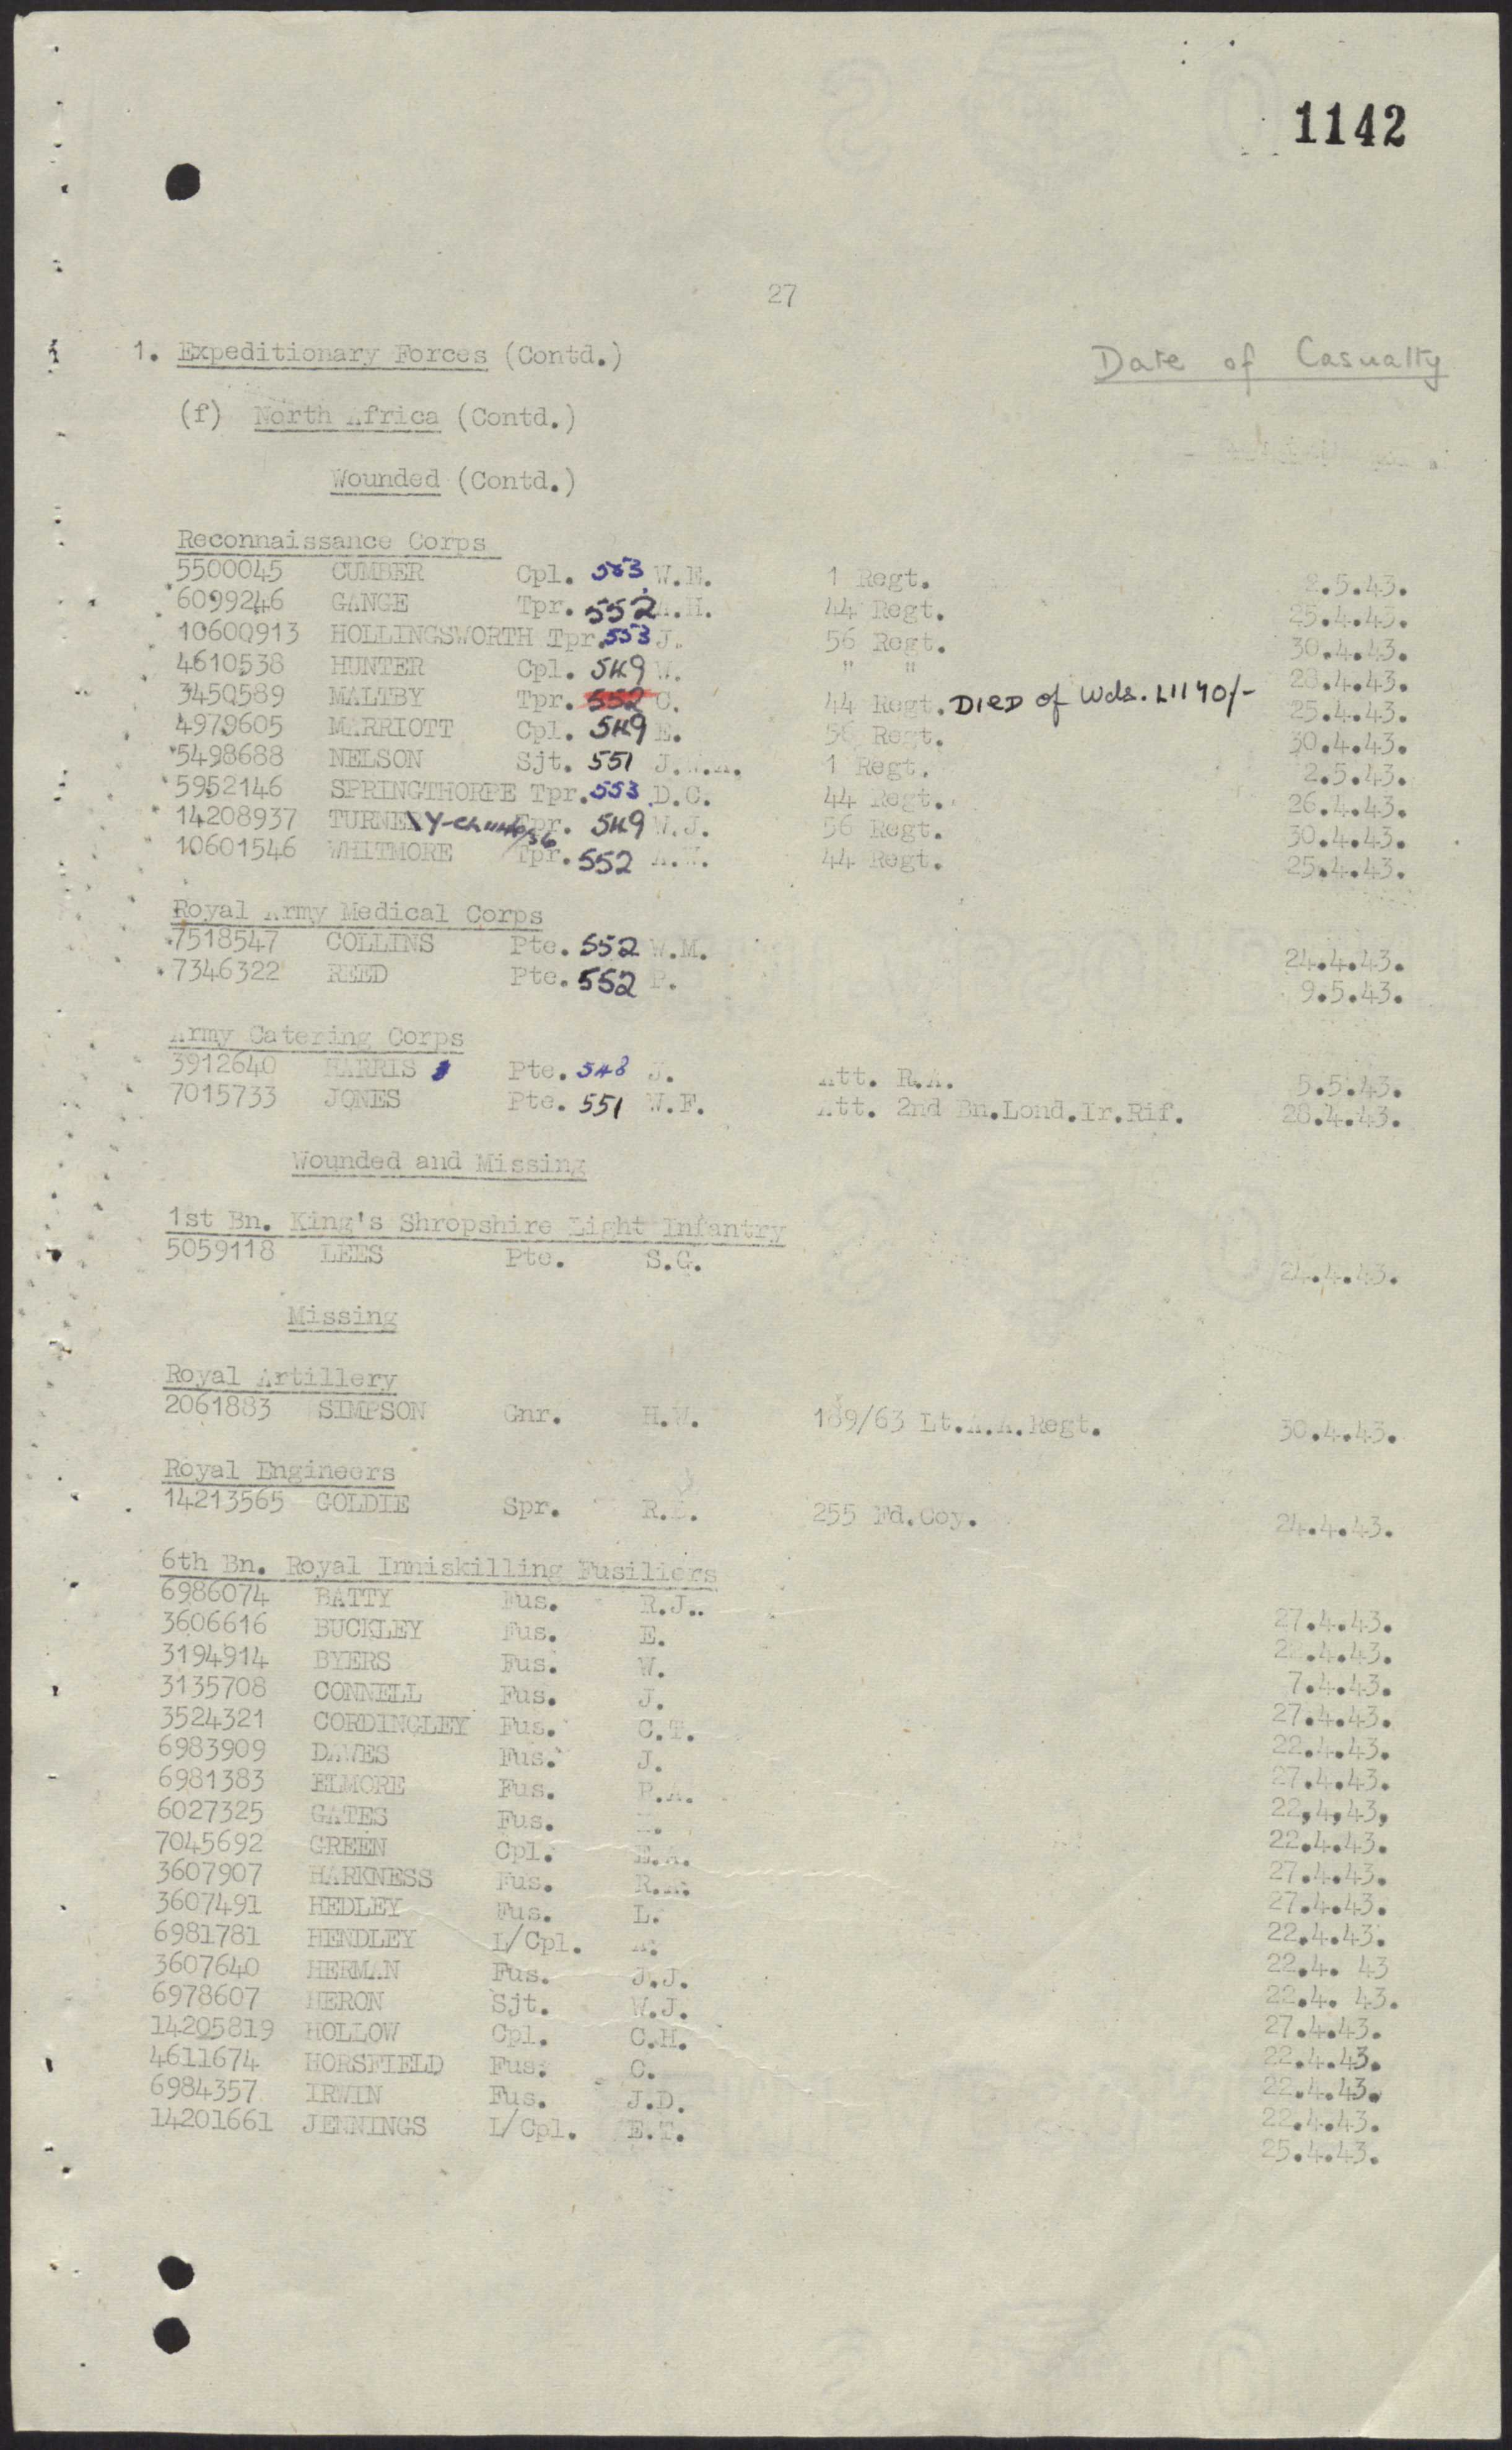 1142
27
1. Expeditionary Forces (Contd.) Date of Casualty
(f) North Africa (Contd.)
Wounded (Contd.)
Reconnaissance Corps
5500045 CUMBER Cpl. 553 W.E. 1 Regt. 2.5.43.
6099246 GANGE Tpr. 552 A.H. 44 Regt. 25.4.43.
10600913 HOLLINGSWORTH Tpr. 553 J. 56 Regt. 30.4.43.
4610538 HUNTER Cpl. 549 W. " " 28.4.43.
3450589 MALTBY Tpr. 552 C. 44 Regt. DIED of Wds. L1140/- 25.4.43.
4979605 MARRIOTT Cpl. 549 E. 56 Regt. 30.4.43.
5498688 NELSON Sjt. 551 J. 1 Regt. 2.5.43.
5952146 SPRINGTHORPE Tpr. 553 D.C. 44 Regt. 26.4.43.
14208937 TURNEY Tpr. 549 W.J. 56 Regt. 30.4.43.
10601546 WHITMORE Tpr. 552 A.W. 44 Regt. 25.4.43.
Royal Army Medical Corps
7518547 COLLINS Pte. 552 W.M. 24.4.43.
7346322 REED Pte. 552 P. 9.5.43.
Army Catering Corps
3912640 HARRIS Pte. 548 J. Att. R.A. 5.5.43.
7015733 JONES Pte. 551 W.F. Att. 2nd Bn.Lond.Ir.Rif. 28.4.43.
Wounded and Missing
1st Bn. King's Shropshire Light Infantry
5059118 LEES Pte. S.G. 24.4.43.
Missing
Royal Artillery
2061883 SIMPSON Gnr. H.W. 189/63 Lt.A.A.Regt. 30.4.43.
Royal Engineers
14213565 GOLDIE Spr. R. 255 Fd.Coy. 24.4.43.
6th Bn. Royal Inniskilling Fusiliers
6986074 BATTY Fus. R.J.. 27.4.43.
3606616 BUCKLEY Fus. E. 22.4.43.
3194914 BYERS Fus. W. 7.4.43.
3135708 CONNELL Fus. J. 27.4.43.
3524321 CORDINGLEY Fus. C.T. 22.4.43.
6983909 DAWES Fus. J. 27.4.43.
6981383 ELMORE Fus. P.A. 22,4,43,
6027325 GATES Fus. 22.4.43.
7045692 GREEN Cpl. E.A. 27.4.43.
3607907 HARKNESS Fus. R.A. 27.4.43.
3607491 HEDLEY Fus. L. 22.4.43.
6981781 HENDLEY L/Cpl. A. 22.4. 43
3607640 HERMAN Fus. J.J. 22.4. 43.
6978607 HERON Sjt. W.J. 27.4.43.
14205819 HOLLOW Cpl. C.H. 22.4.43.
4611674 HORSFIELD Fus. C. 22.4.43.
6984357 IRWIN Fus. J.D. 22.4.43.
14201661 JENNINGS L/Cpl. E.T. 25.4.43.